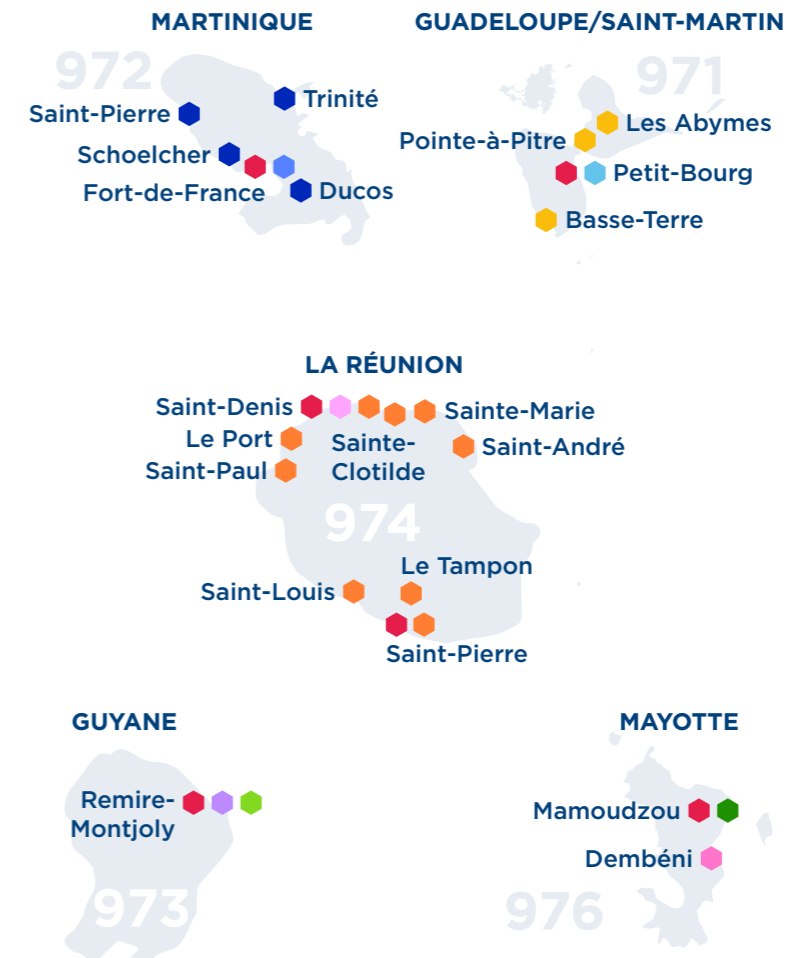 MARTINIQUE
972
Trinité
Saint-Pierre
Schoelcher
Fort-de-France
Ducos
GUADELOUPE/SAINT-MARTIN
971
Les Abymes
Pointe-à-Pitre
Petit-Bourg
Basse-Terre
LA RÉUNION
Saint-Denis
Sainte-Marie
Le Port
Sainte-
Clotilde
Saint-André
Saint-Paul
974
Le Tampon
Saint-Louis
Saint-Pierre
GUYANE
Remire-
Montjoly
973
MAYOTTE
Mamoudzou
Dembéni
976